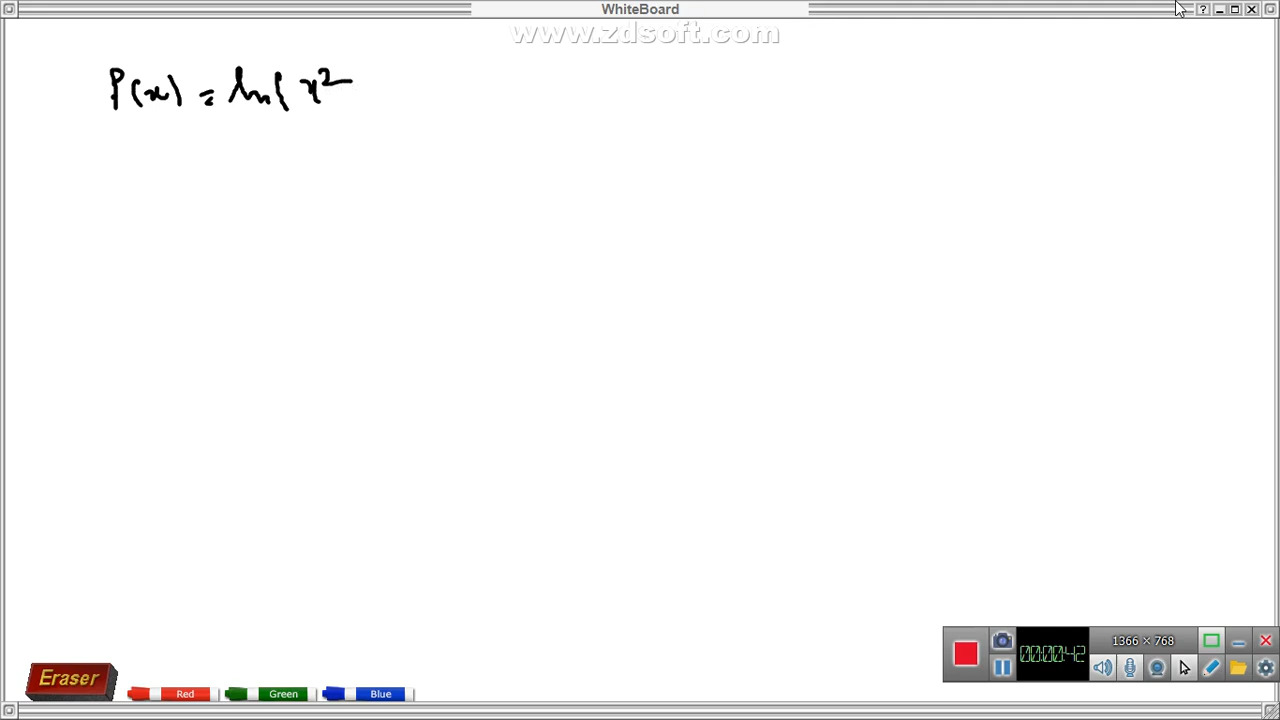 WhiteBoard
www.zdsoft.com
P(x) = ln( x²
00:00:42
1366 × 768
Eraser
Red
Green
Blue